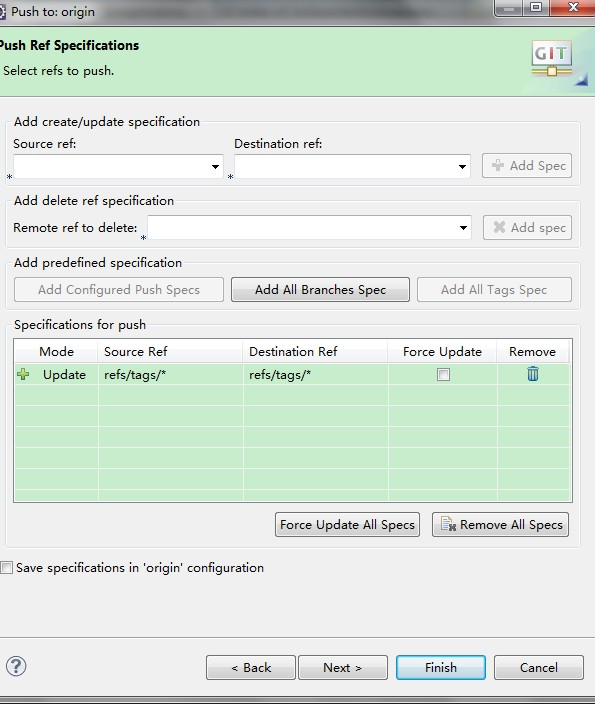 Push to: origin
Push Ref Specifications
Select refs to push.
GIT
Add create/update specification
Source ref: Destination ref:
* * Add Spec
Add delete ref specification
Remote ref to delete: * Add spec
Add predefined specification
Add Configured Push Specs Add All Branches Spec Add All Tags Spec
Specifications for push
Mode Source Ref Destination Ref Force Update Remove
Update refs/tags/* refs/tags/*
Force Update All Specs Remove All Specs
Save specifications in 'origin' configuration
? < Back Next > Finish Cancel